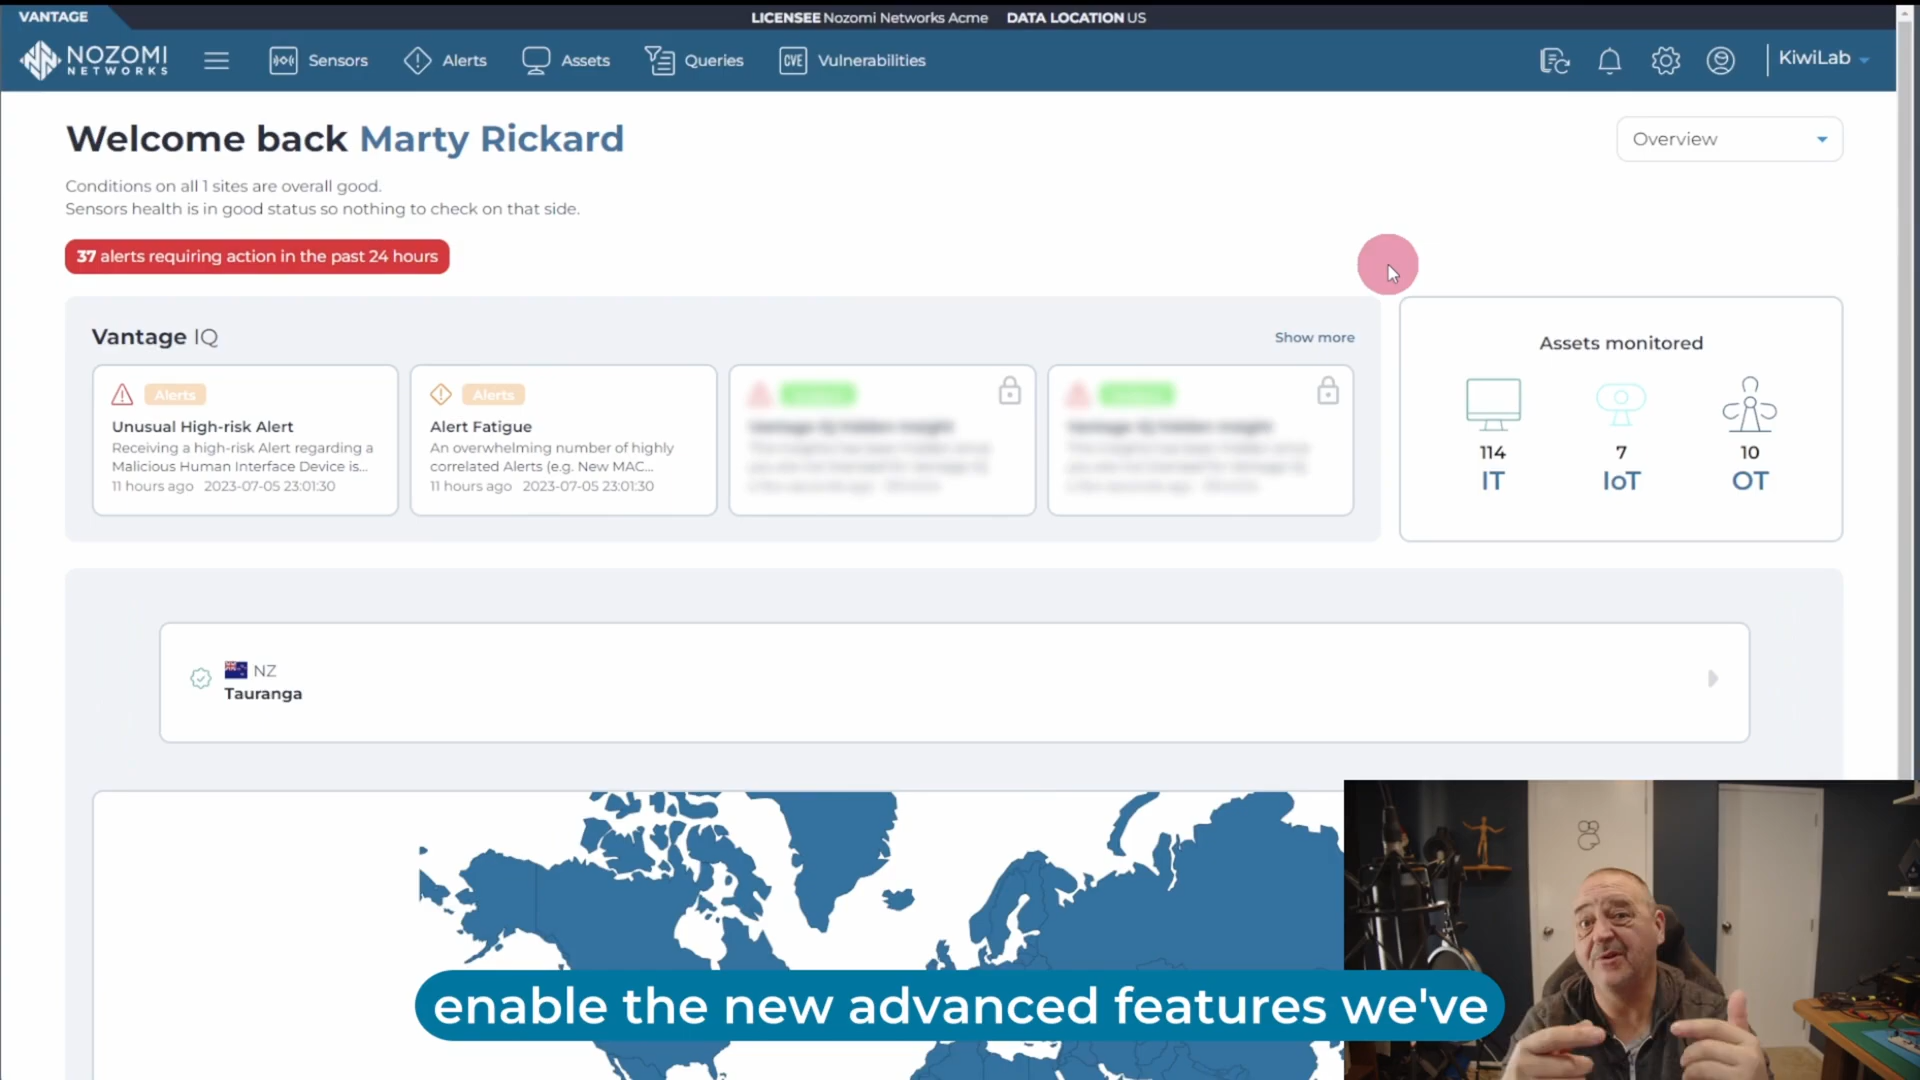 VANTAGE
LICENSEE Nozomi Networks Acme DATA LOCATION US
NOZOMI
NETWORKS
Sensors
Alerts
Assets
Queries
CVE
Vulnerabilities
KiwiLab
Welcome back Marty Rickard
Overview
Conditions on all 1 sites are overall good.
Sensors health is in good status so nothing to check on that side.
37 alerts requiring action in the past 24 hours
Vantage IQ
Show more
Alerts
Unusual High-risk Alert
Receiving a high-risk Alert regarding a
Malicious Human Interface Device is...
11 hours ago 2023-07-05 23:01:30
Alerts
Alert Fatigue
An overwhelming number of highly
correlated Alerts (e.g. New MAC...
11 hours ago 2023-07-05 23:01:30
Assets monitored
114
IT
7
IoT
10
OT
NZ
Tauranga
enable the new advanced features we've